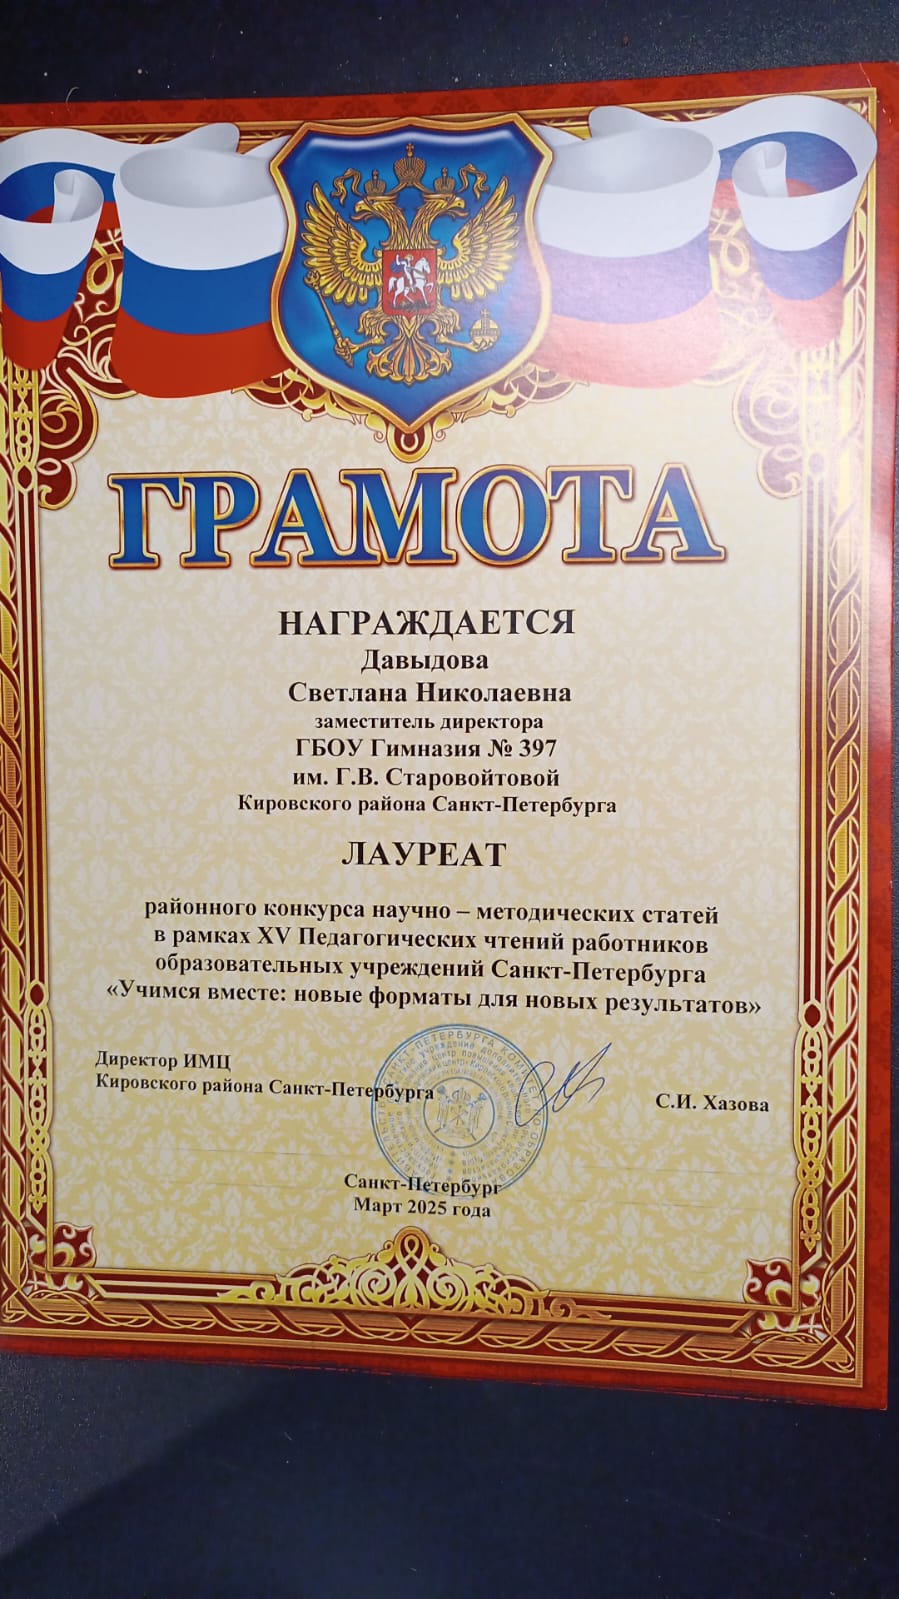 ГРАМОТА
НАГРАЖДАЕТСЯ
Давыдова
Светлана Николаевна
заместитель директора
ГБОУ Гимназия № 397
им. Г.В. Старовойтовой
Кировского района Санкт-Петербурга
ЛАУРЕАТ
районного конкурса научно – методических статей
в рамках XV Педагогических чтений работников
образовательных учреждений Санкт-Петербурга
«Учимся вместе: новые форматы для новых результатов»
Директор ИМЦ
Кировского района Санкт-Петербурга
С.И. Хазова
Санкт-Петербург
Март 2025 года